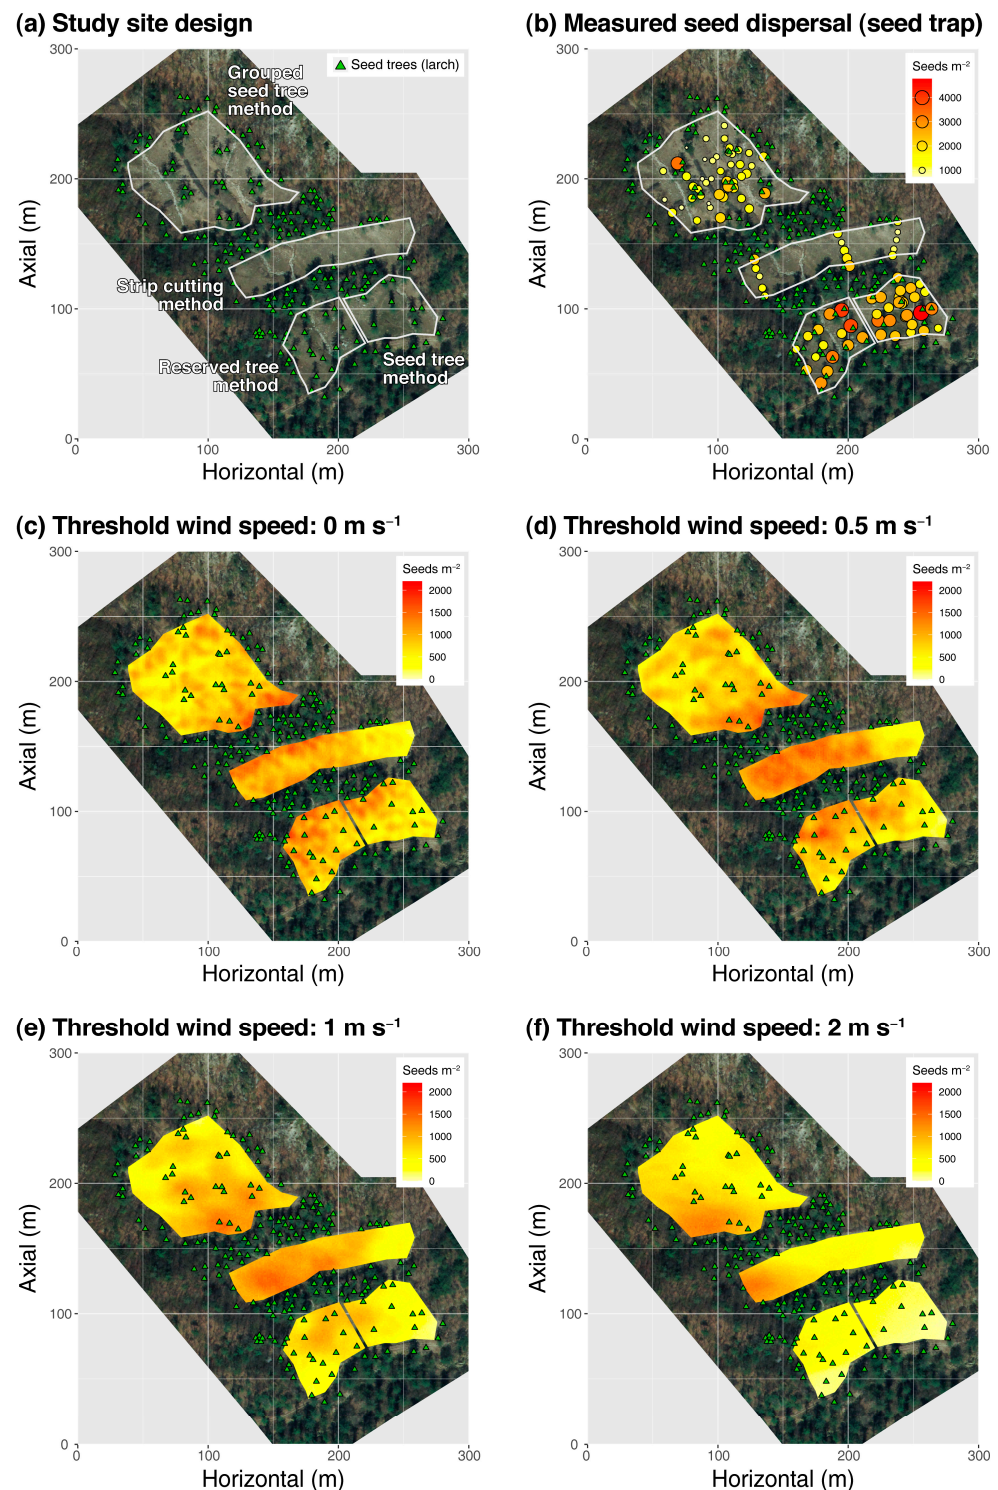 (a) Study site design
300
200
100
0
0
100
200
300
Axial (m)
Horizontal (m)
Seed trees (larch)
Grouped
seed tree
method
Strip cutting
method
Reserved tree
method
Seed tree
method
(b) Measured seed dispersal (seed trap)
300
200
100
0
0
100
200
300
Axial (m)
Horizontal (m)
Seeds m⁻²
4000
3000
2000
1000
(c) Threshold wind speed: 0 m s⁻¹
300
200
100
0
0
100
200
300
Axial (m)
Horizontal (m)
Seeds m⁻²
2000
1500
1000
500
0
(d) Threshold wind speed: 0.5 m s⁻¹
300
200
100
0
0
100
200
300
Axial (m)
Horizontal (m)
Seeds m⁻²
2000
1500
1000
500
0
(e) Threshold wind speed: 1 m s⁻¹
300
200
100
0
0
100
200
300
Axial (m)
Horizontal (m)
Seeds m⁻²
2000
1500
1000
500
0
(f) Threshold wind speed: 2 m s⁻¹
300
200
100
0
0
100
200
300
Axial (m)
Horizontal (m)
Seeds m⁻²
2000
1500
1000
500
0